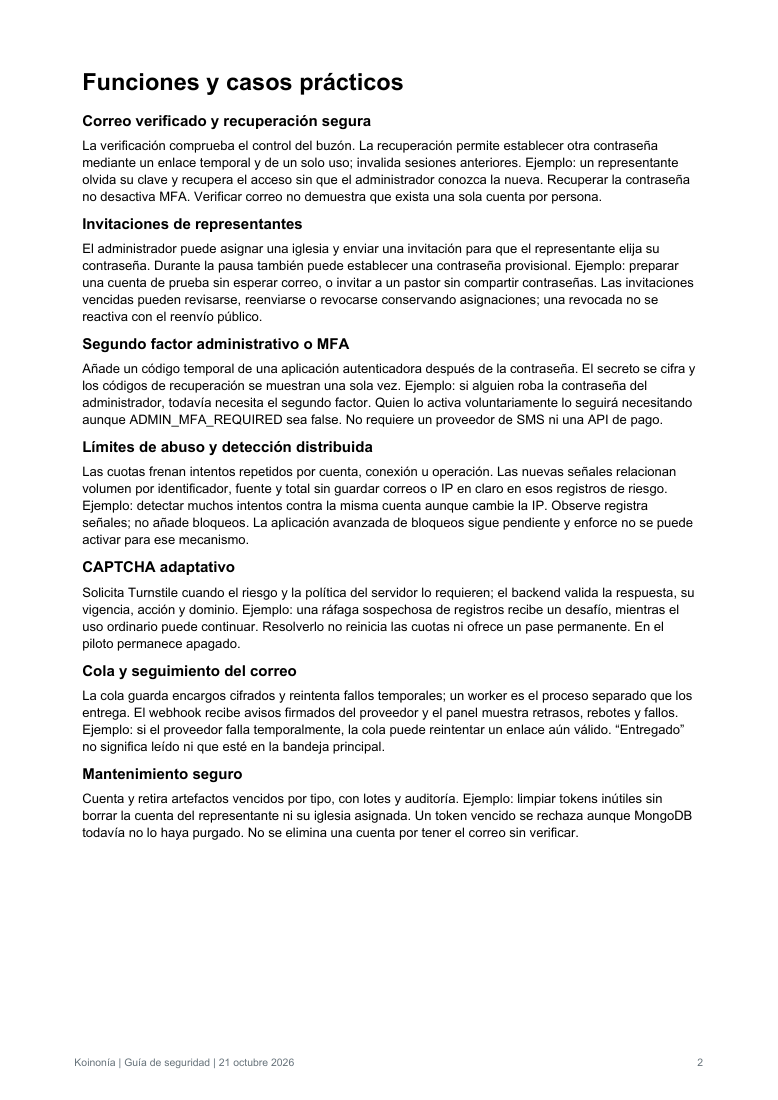 Funciones y casos prácticos
Correo verificado y recuperación segura
La verificación comprueba el control del buzón. La recuperación permite establecer otra contraseña
mediante un enlace temporal y de un solo uso; invalida sesiones anteriores. Ejemplo: un representante
olvida su clave y recupera el acceso sin que el administrador conozca la nueva. Recuperar la contraseña
no desactiva MFA. Verificar correo no demuestra que exista una sola cuenta por persona.
Invitaciones de representantes
El administrador puede asignar una iglesia y enviar una invitación para que el representante elija su
contraseña. Durante la pausa también puede establecer una contraseña provisional. Ejemplo: preparar
una cuenta de prueba sin esperar correo, o invitar a un pastor sin compartir contraseñas. Las invitaciones
vencidas pueden revisarse, reenviarse o revocarse conservando asignaciones; una revocada no se
reactiva con el reenvío público.
Segundo factor administrativo o MFA
Añade un código temporal de una aplicación autenticadora después de la contraseña. El secreto se cifra y
los códigos de recuperación se muestran una sola vez. Ejemplo: si alguien roba la contraseña del
administrador, todavía necesita el segundo factor. Quien lo activa voluntariamente lo seguirá necesitando
aunque ADMIN_MFA_REQUIRED sea false. No requiere un proveedor de SMS ni una API de pago.
Límites de abuso y detección distribuida
Las cuotas frenan intentos repetidos por cuenta, conexión u operación. Las nuevas señales relacionan
volumen por identificador, fuente y total sin guardar correos o IP en claro en esos registros de riesgo.
Ejemplo: detectar muchos intentos contra la misma cuenta aunque cambie la IP. Observe registra
señales; no añade bloqueos. La aplicación avanzada de bloqueos sigue pendiente y enforce no se puede
activar para ese mecanismo.
CAPTCHA adaptativo
Solicita Turnstile cuando el riesgo y la política del servidor lo requieren; el backend valida la respuesta, su
vigencia, acción y dominio. Ejemplo: una ráfaga sospechosa de registros recibe un desafío, mientras el
uso ordinario puede continuar. Resolverlo no reinicia las cuotas ni ofrece un pase permanente. En el
piloto permanece apagado.
Cola y seguimiento del correo
La cola guarda encargos cifrados y reintenta fallos temporales; un worker es el proceso separado que los
entrega. El webhook recibe avisos firmados del proveedor y el panel muestra retrasos, rebotes y fallos.
Ejemplo: si el proveedor falla temporalmente, la cola puede reintentar un enlace aún válido. “Entregado”
no significa leído ni que esté en la bandeja principal.
Mantenimiento seguro
Cuenta y retira artefactos vencidos por tipo, con lotes y auditoría. Ejemplo: limpiar tokens inútiles sin
borrar la cuenta del representante ni su iglesia asignada. Un token vencido se rechaza aunque MongoDB
todavía no lo haya purgado. No se elimina una cuenta por tener el correo sin verificar.
Koinonía | Guía de seguridad | 21 octubre 2026
2